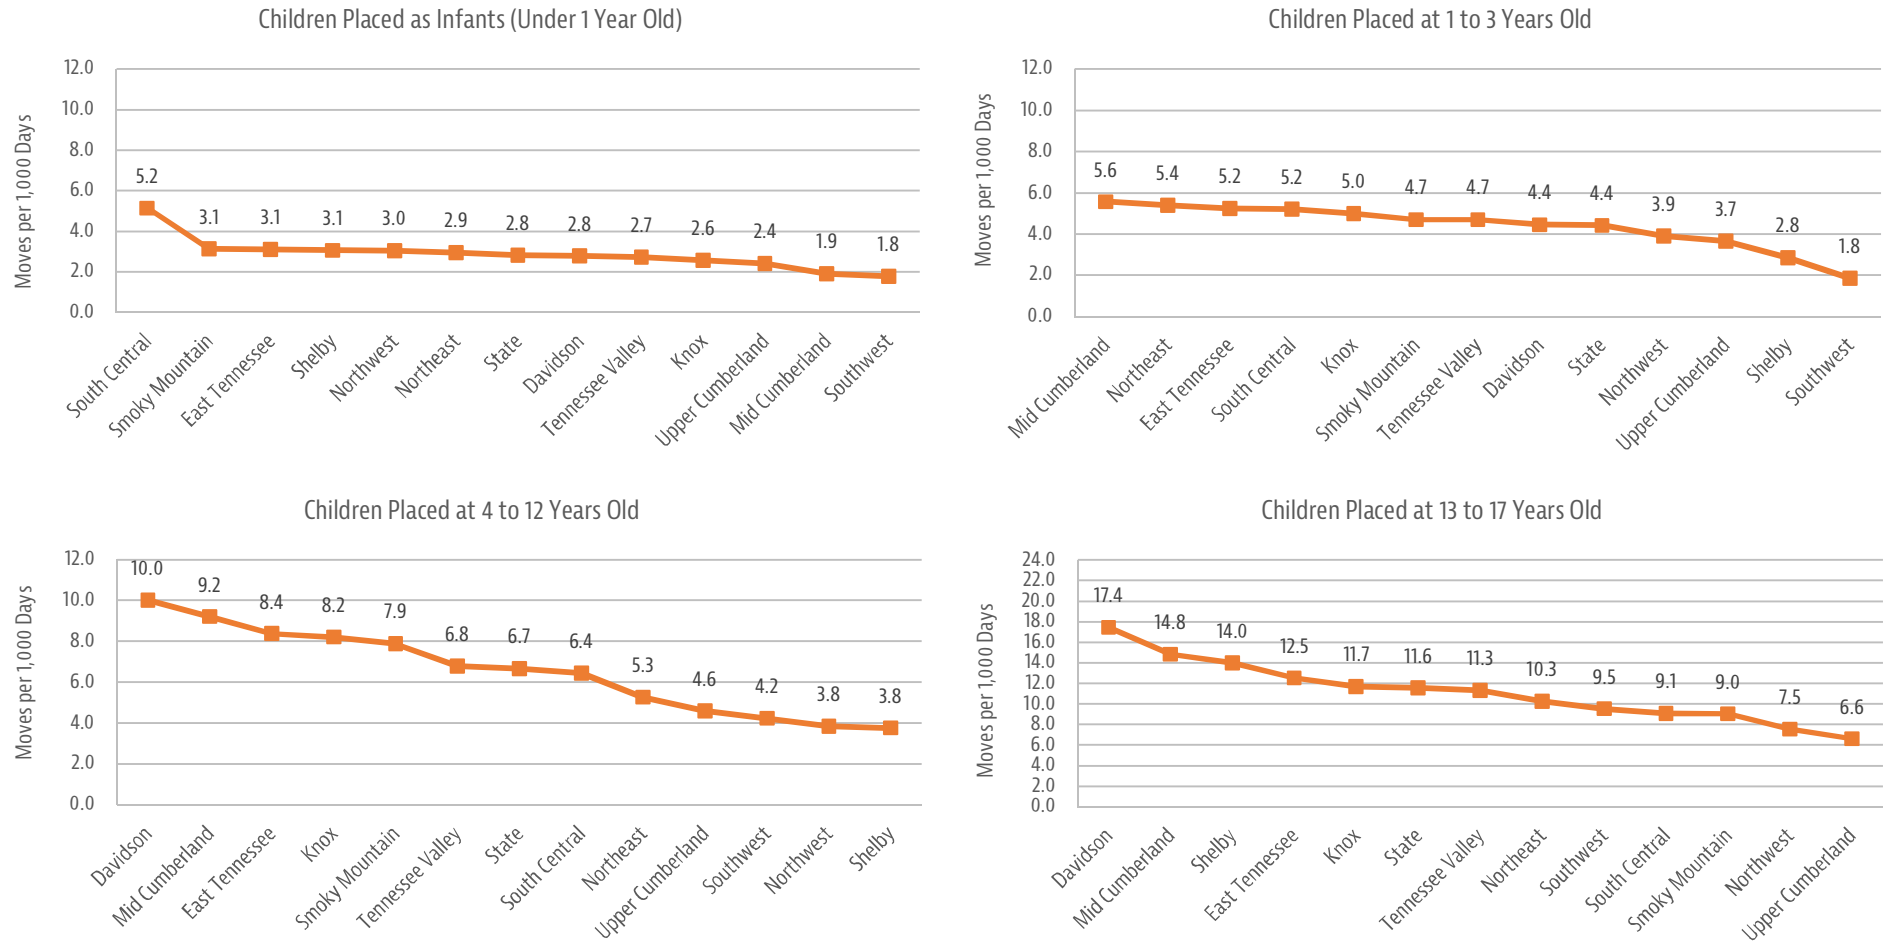 Children Placed as Infants (Under 1 Year Old)
Moves per 1,000 Days
12.0
10.0
8.0
6.0
4.0
2.0
0.0
5.2
3.1
3.1
3.1
3.0
2.9
2.8
2.8
2.7
2.6
2.4
1.9
1.8
South Central
Smoky Mountain
East Tennessee
Shelby
Northwest
Northeast
State
Davidson
Tennessee Valley
Knox
Upper Cumberland
Mid Cumberland
Southwest
Children Placed at 1 to 3 Years Old
Moves per 1,000 Days
12.0
10.0
8.0
6.0
4.0
2.0
0.0
5.6
5.4
5.2
5.2
5.0
4.7
4.7
4.4
4.4
3.9
3.7
2.8
1.8
Mid Cumberland
Northeast
East Tennessee
South Central
Knox
Smoky Mountain
Tennessee Valley
Davidson
State
Northwest
Upper Cumberland
Shelby
Southwest
Children Placed at 4 to 12 Years Old
Moves per 1,000 Days
12.0
10.0
8.0
6.0
4.0
2.0
0.0
10.0
9.2
8.4
8.2
7.9
6.8
6.7
6.4
5.3
4.6
4.2
3.8
3.8
Davidson
Mid Cumberland
East Tennessee
Knox
Smoky Mountain
Tennessee Valley
State
South Central
Northeast
Upper Cumberland
Southwest
Northwest
Shelby
Children Placed at 13 to 17 Years Old
Moves per 1,000 Days
24.0
22.0
20.0
18.0
16.0
14.0
12.0
10.0
8.0
6.0
4.0
2.0
0.0
17.4
14.8
14.0
12.5
11.7
11.6
11.3
10.3
9.5
9.1
9.0
7.5
6.6
Davidson
Mid Cumberland
Shelby
East Tennessee
Knox
State
Tennessee Valley
Northeast
Southwest
South Central
Smoky Mountain
Northwest
Upper Cumberland